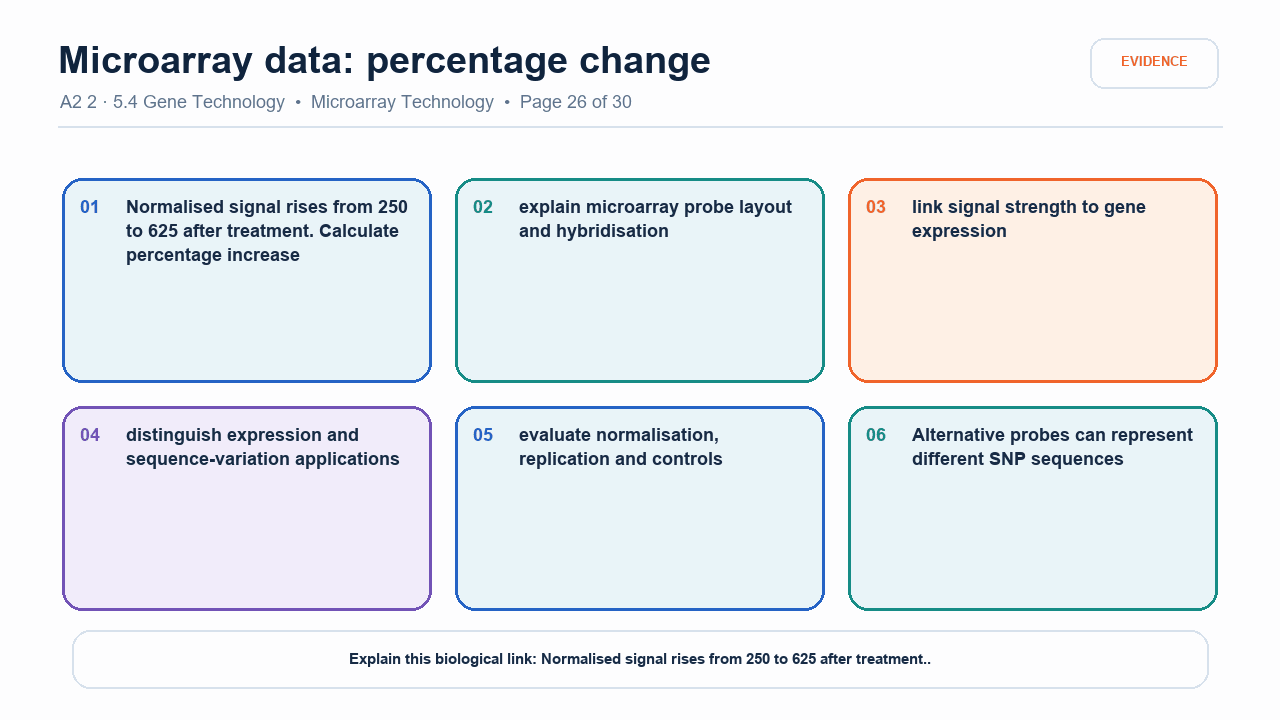 Microarray data: percentage change
EVIDENCE
A2 2 · 5.4 Gene Technology • Microarray Technology • Page 26 of 30
01
Normalised signal rises from 250
to 625 after treatment. Calculate
percentage increase
02
explain microarray probe layout
and hybridisation
03
link signal strength to gene
expression
04
distinguish expression and
sequence-variation applications
05
evaluate normalisation,
replication and controls
06
Alternative probes can represent
different SNP sequences
Explain this biological link: Normalised signal rises from 250 to 625 after treatment..